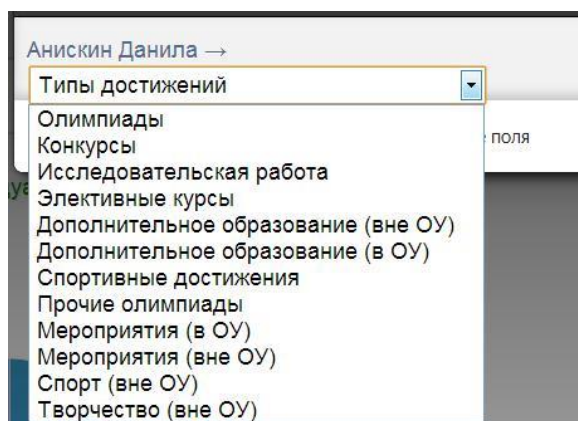 Анискин Данила →
Типы достижений
Олимпиады
Конкурсы
поля
Исследовательская работа
Элективные курсы
Дополнительное образование (вне ОУ)
Дополнительное образование (в ОУ)
Спортивные достижения
Прочие олимпиады
Мероприятия (в ОУ)
Мероприятия (вне ОУ)
Спорт (вне ОУ)
Творчество (вне ОУ)